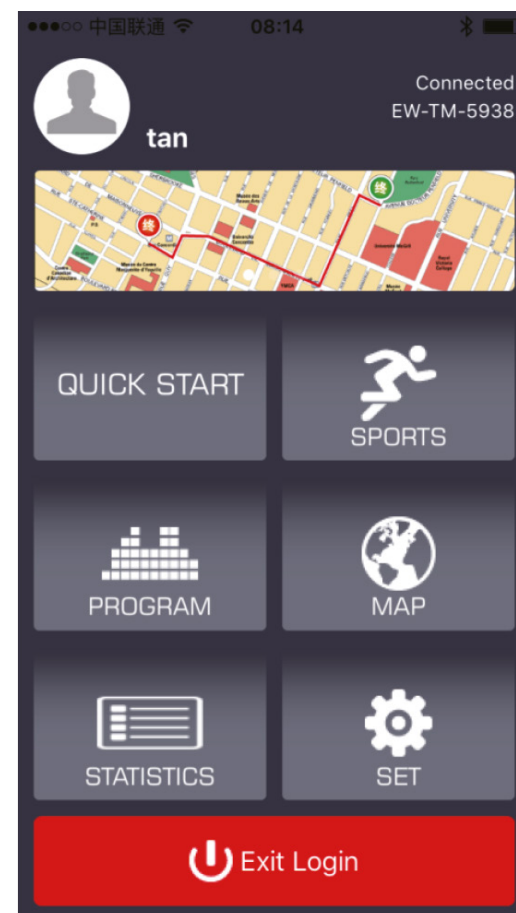 中国联通 08:14
Connected
EW-TM-5938
tan
终
终
QUICK START
SPORTS
PROGRAM
MAP
STATISTICS
SET
Exit Login